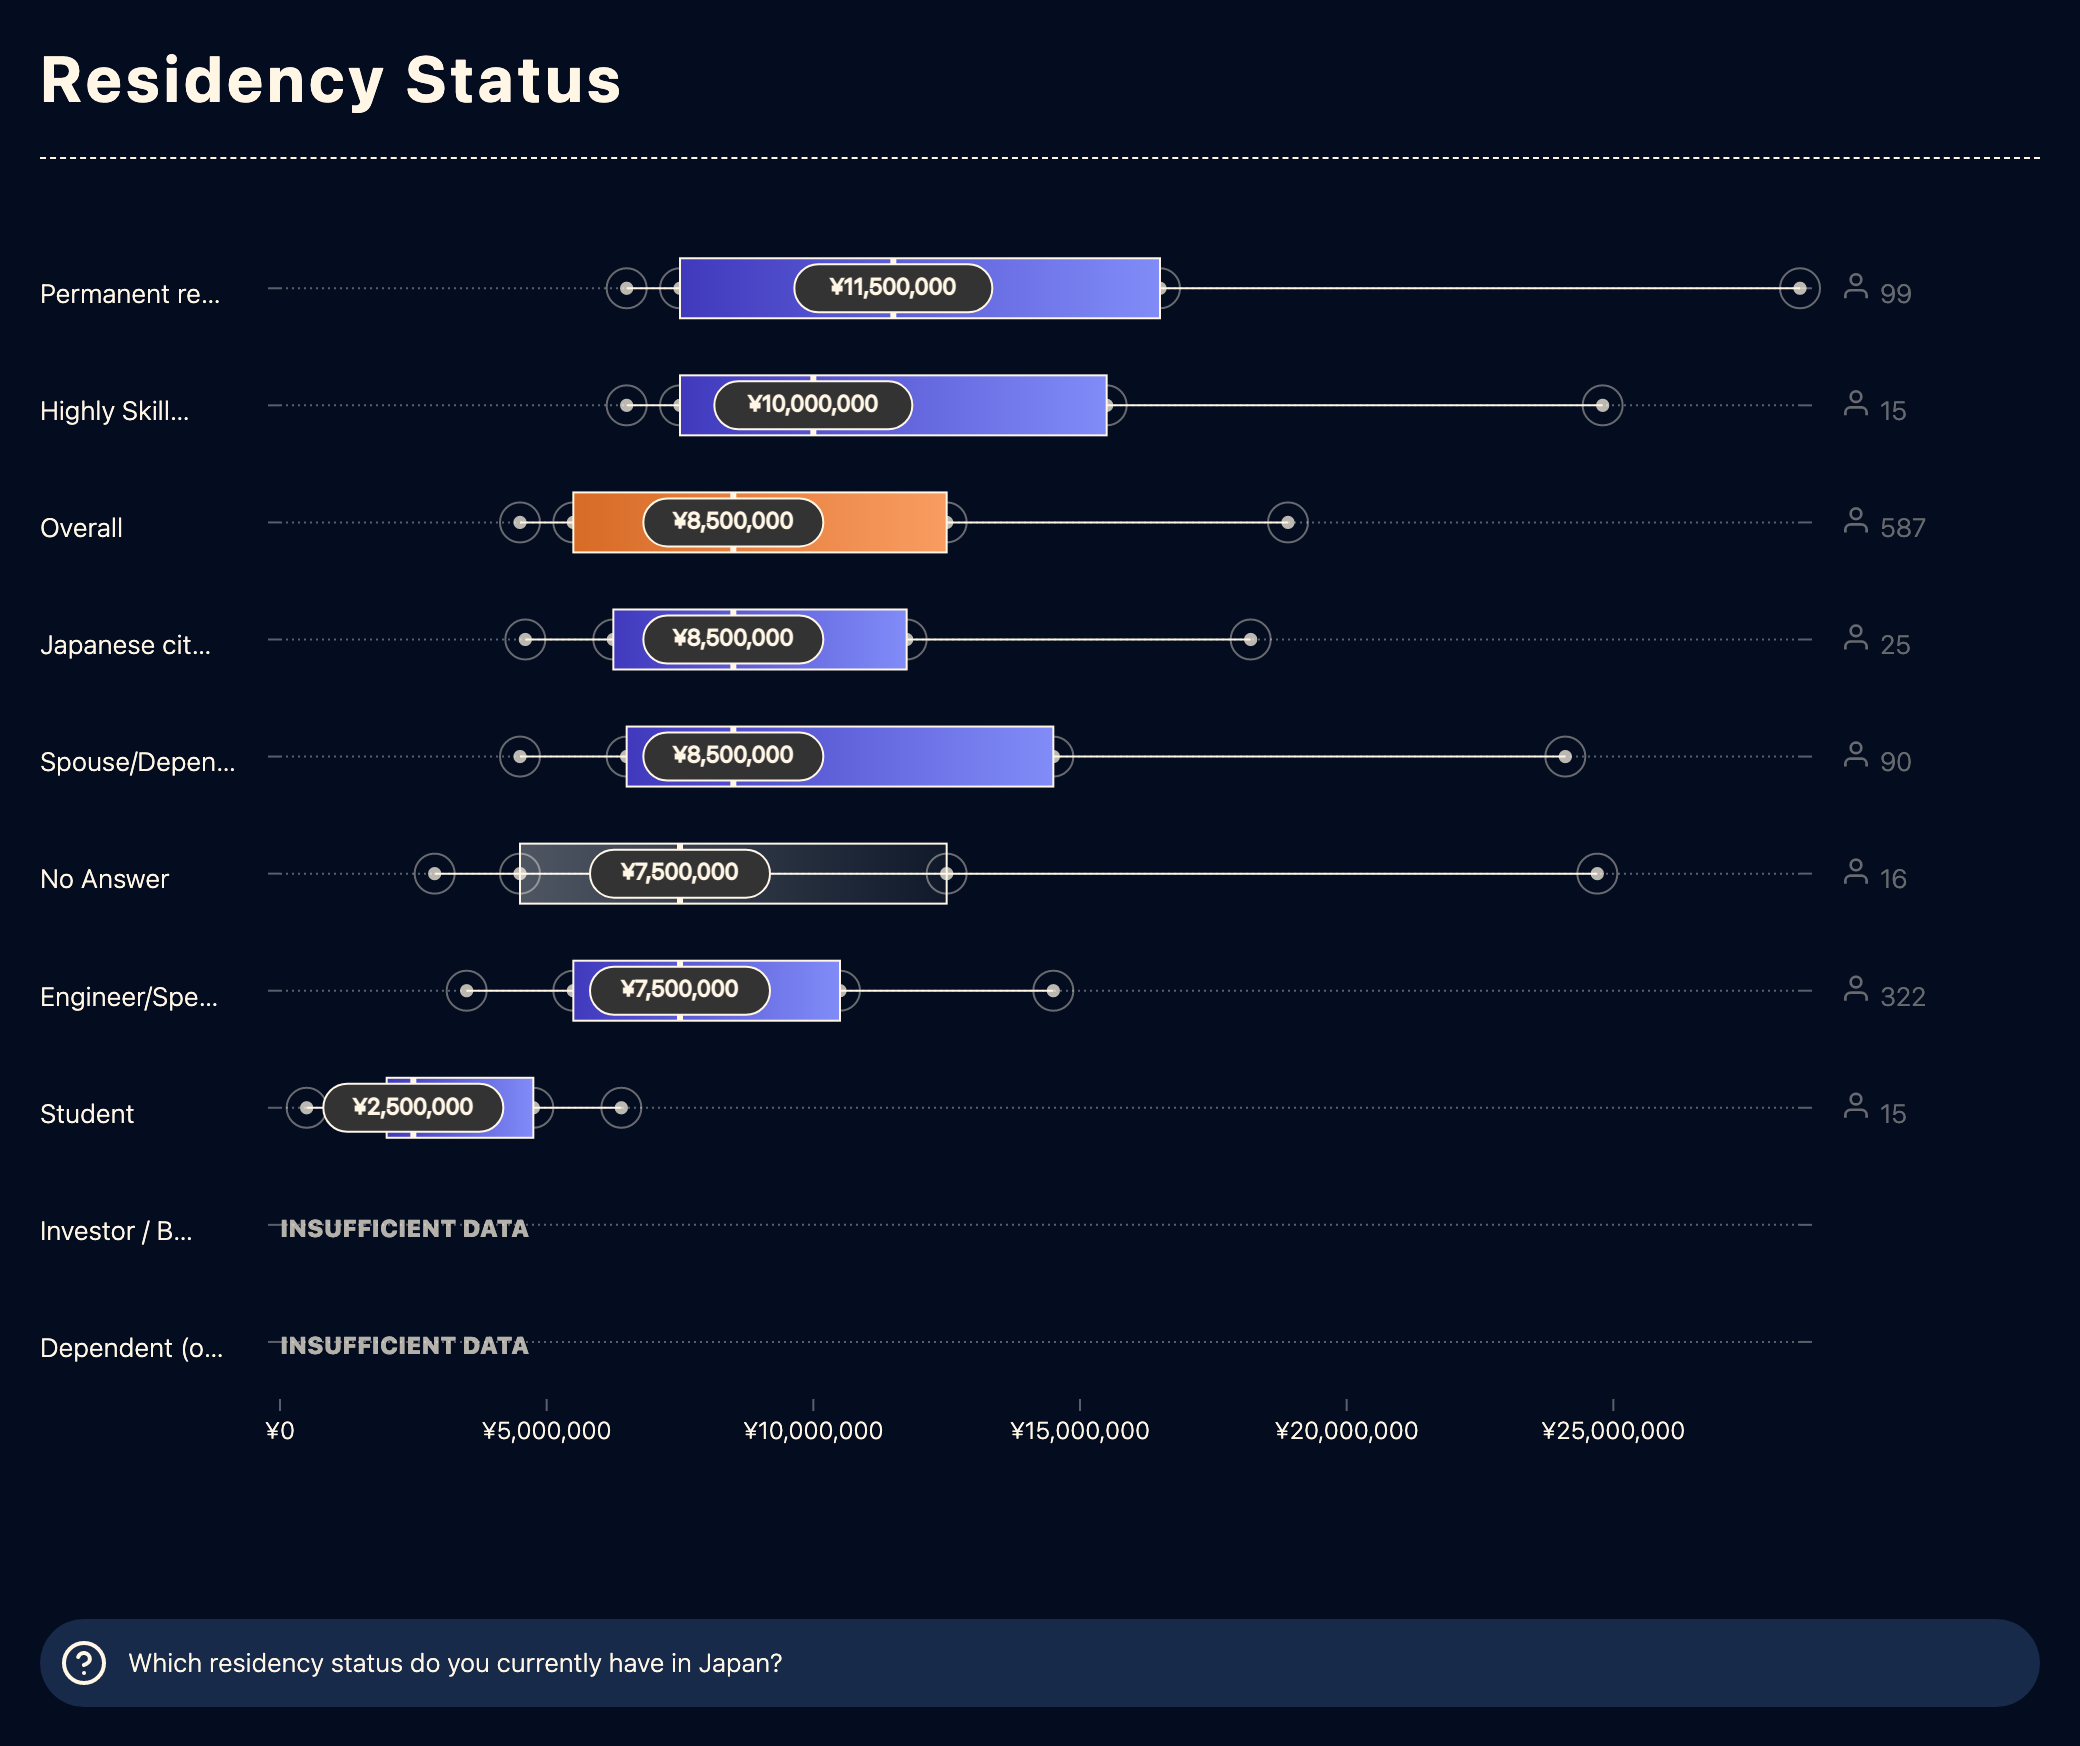 Residency Status
Permanent re...
¥11,500,000
99
Highly Skill...
¥10,000,000
15
Overall
¥8,500,000
587
Japanese cit...
¥8,500,000
25
Spouse/Depen...
¥8,500,000
90
No Answer
¥7,500,000
16
Engineer/Spe...
¥7,500,000
322
Student
¥2,500,000
15
Investor / B...
INSUFFICIENT DATA
Dependent (o...
INSUFFICIENT DATA
¥0 ¥5,000,000 ¥10,000,000 ¥15,000,000 ¥20,000,000 ¥25,000,000
Which residency status do you currently have in Japan?